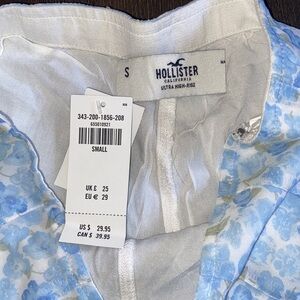 S
HOLLISTER
CALIFORNIA
ULTRA HIGH-RISE
343-200-1856-208
655010921
SMALL
UK £ 25
EU € 29
US $ 29.95
CAN $ 39.95